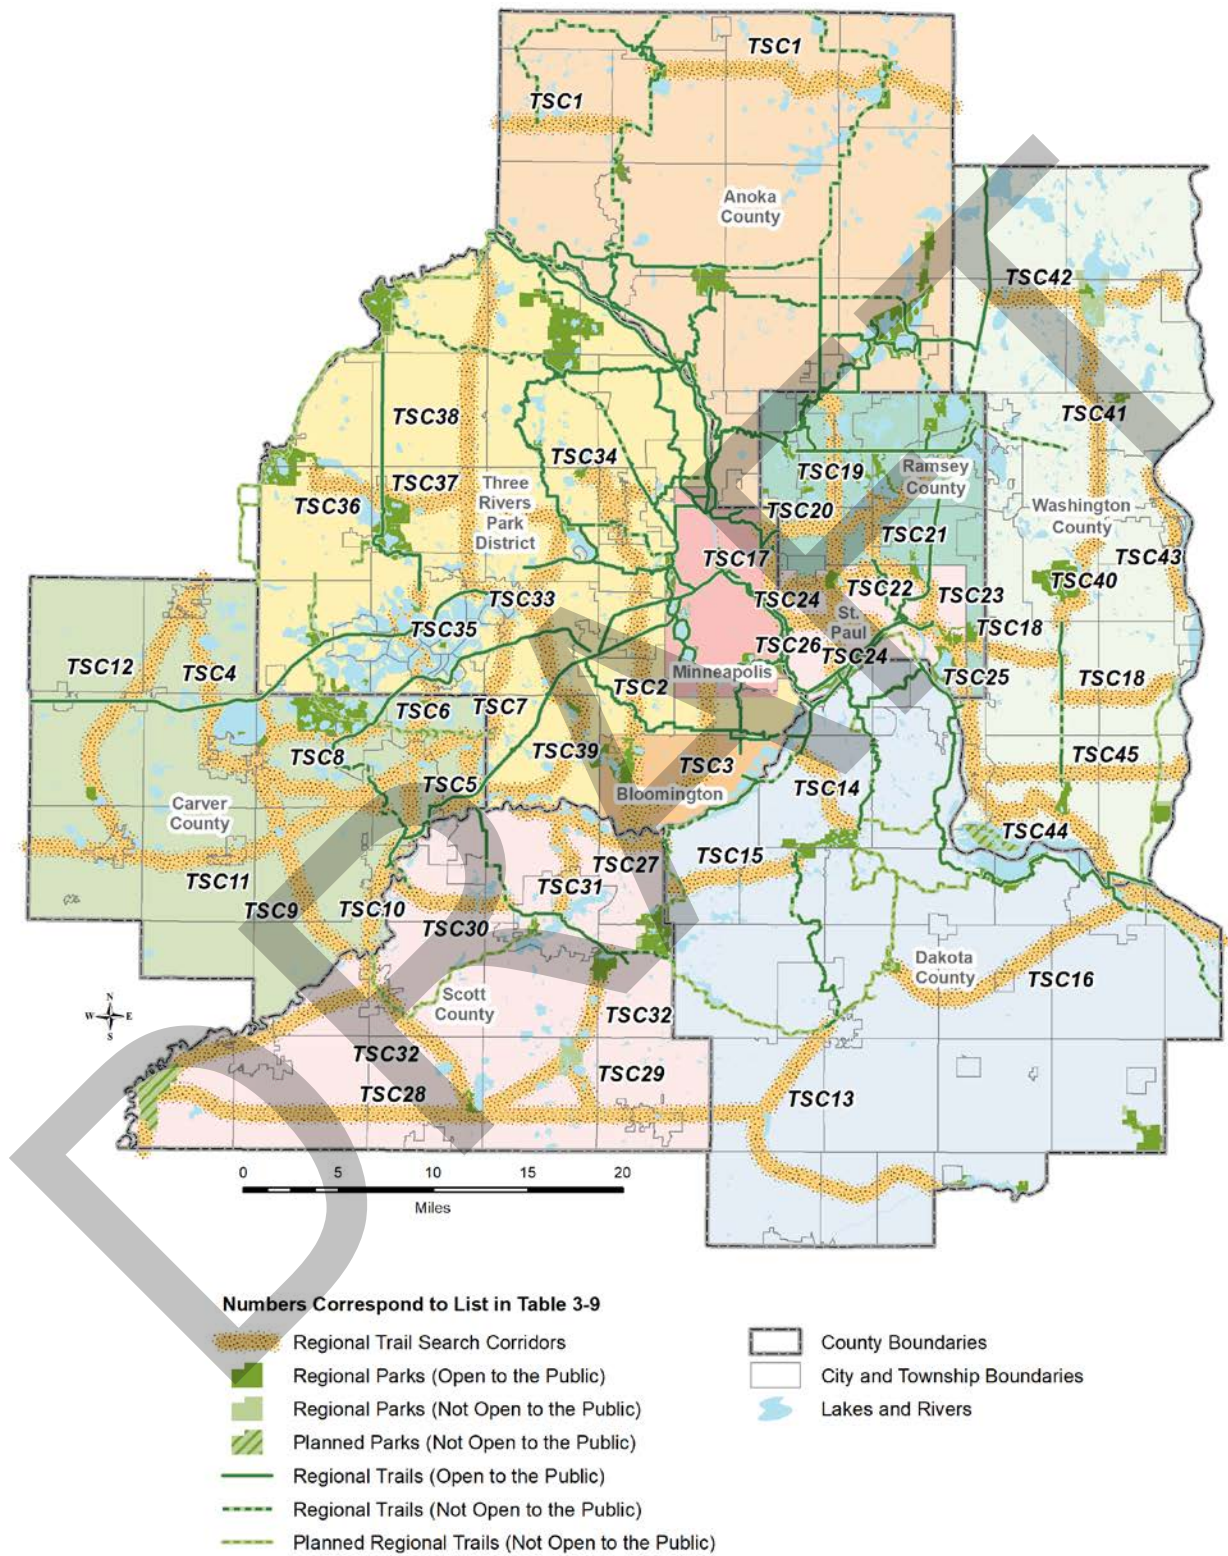 TSC1
TSC1
Anoka
County
TSC42
TSC38
TSC41
TSC34
TSC37
TSC36
Three
Rivers
Park
District
TSC19
Ramsey
County
TSC20
Washington
County
TSC21
TSC17
TSC43
TSC40
TSC22
TSC24
TSC23
TSC33
TSC35
St.
Paul
TSC18
TSC26
TSC24
TSC12
TSC4
Minneapolis
TSC2
TSC25
TSC18
TSC6
TSC7
TSC8
TSC39
TSC3
TSC45
TSC5
TSC14
Bloomington
Carver
County
TSC44
TSC15
TSC27
TSC11
TSC31
TSC9
TSC10
TSC30
Dakota
County
TSC16
Scott
County
TSC32
N
W E
S
TSC32
TSC29
TSC28
TSC13
0 5 10 15 20
Miles
DRAFT
Numbers Correspond to List in Table 3-9
Regional Trail Search Corridors
Regional Parks (Open to the Public)
Regional Parks (Not Open to the Public)
Planned Parks (Not Open to the Public)
Regional Trails (Open to the Public)
Regional Trails (Not Open to the Public)
Planned Regional Trails (Not Open to the Public)
County Boundaries
City and Township Boundaries
Lakes and Rivers